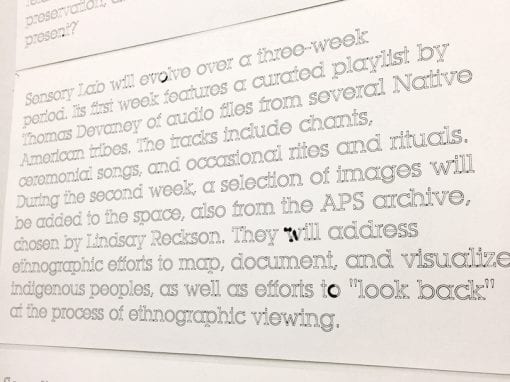 preservation, a
present?
Sensory Lab will evolve over a three-week
period. Its first week features a curated playlist by
Thomas Devaney of audio files from several Native
American tribes. The tracks include chants,
ceremonial songs, and occasional rites and rituals.
During the second week, a selection of images will
be added to the space, also from the APS archive,
chosen by Lindsay Reckson. They will address
ethnographic efforts to map, document, and visualize
indigenous peoples, as well as efforts to "look back"
at the process of ethnographic viewing.